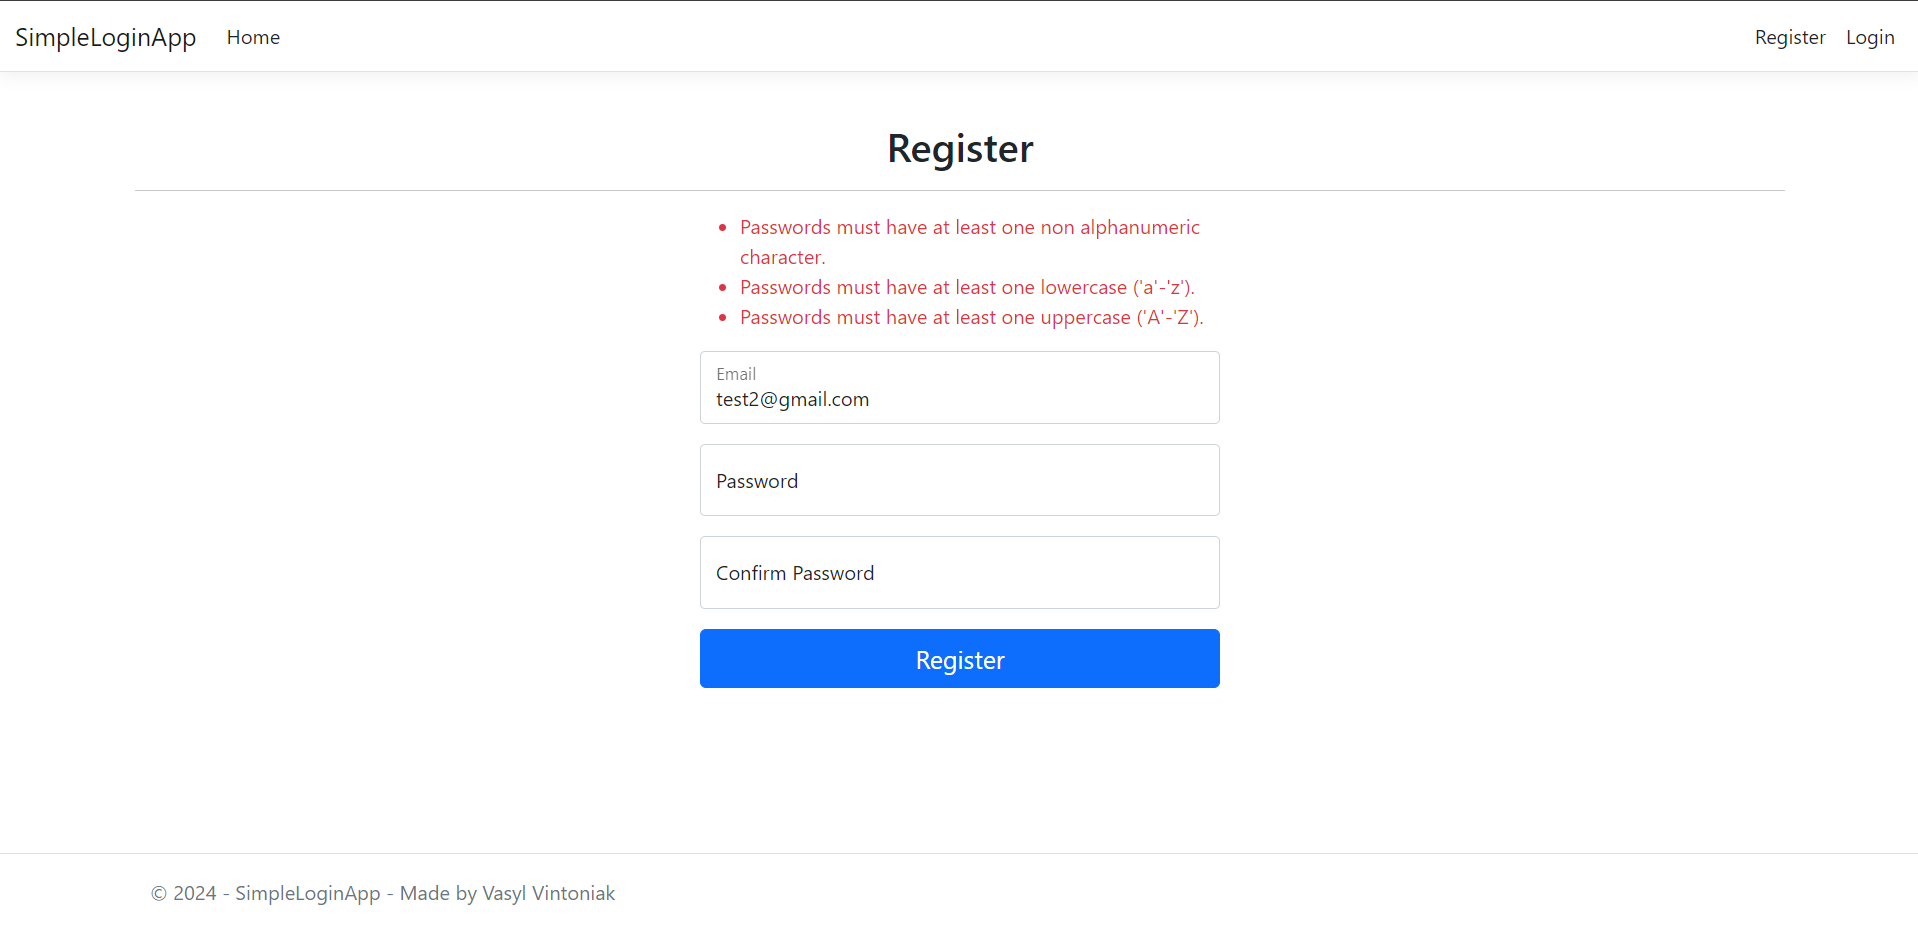 SimpleLoginApp Home Register Login
Register
Passwords must have at least one non alphanumeric
character.
Passwords must have at least one lowercase ('a'-'z').
Passwords must have at least one uppercase ('A'-'Z').
Email
test2@gmail.com
Password
Confirm Password
Register
© 2024 - SimpleLoginApp - Made by Vasyl Vintoniak